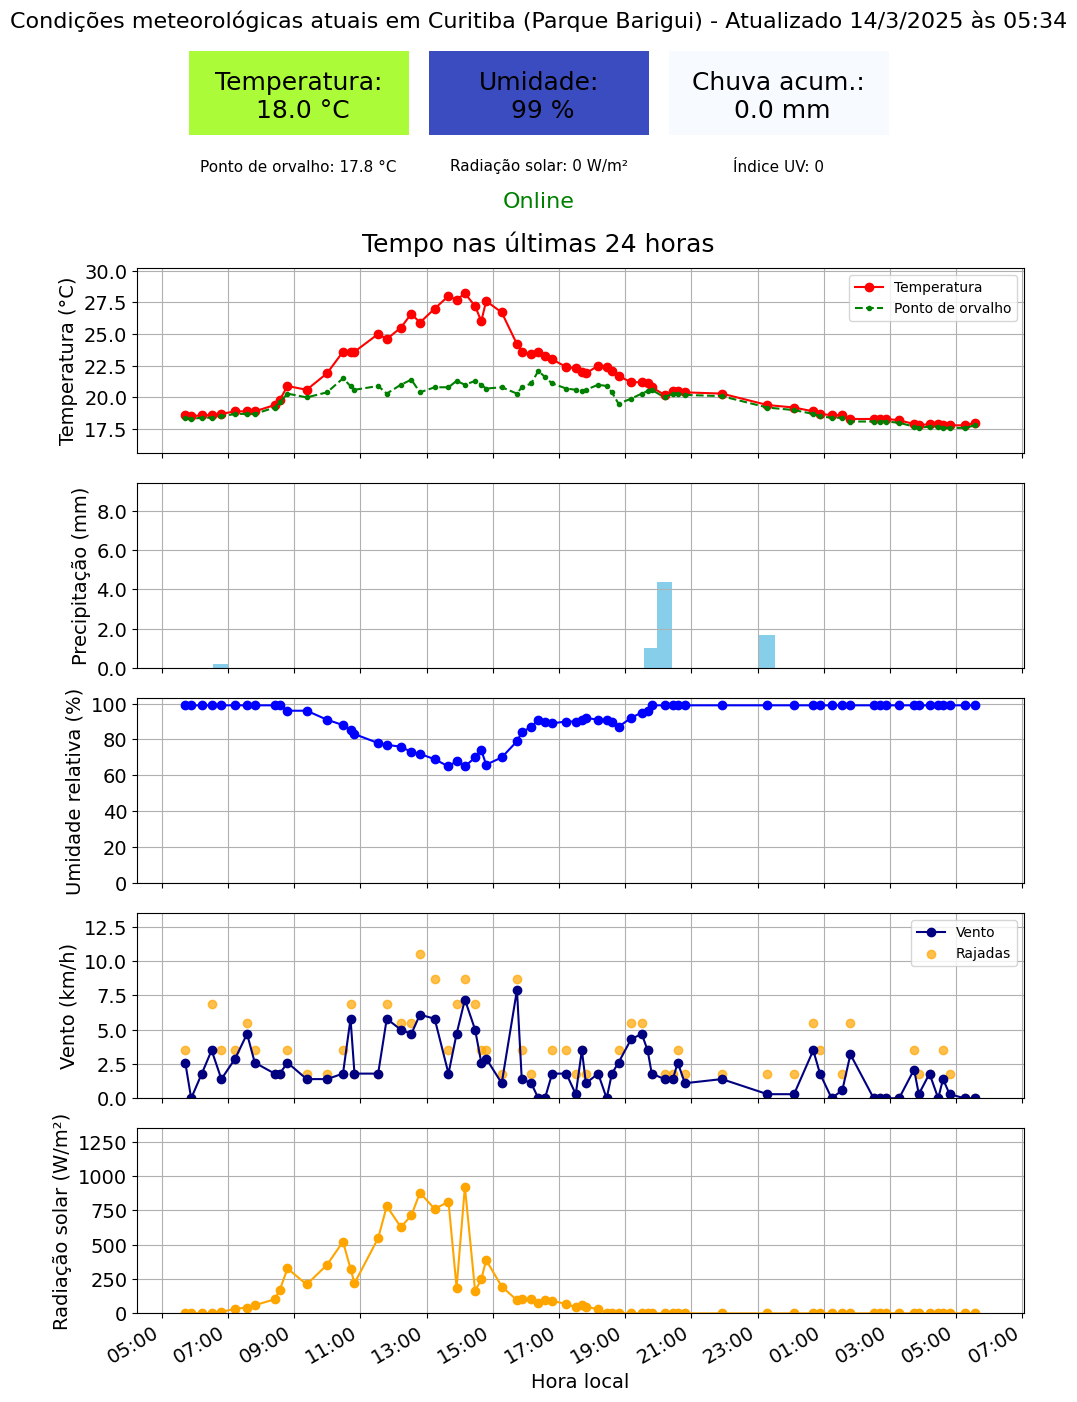 Condições meteorológicas atuais em Curitiba (Parque Barigui) - Atualizado 14/3/2025 às 05:34
Temperatura:
18.0 °C
Umidade:
99 %
Chuva acum.:
0.0 mm
Ponto de orvalho: 17.8 °C
Radiação solar: 0 W/m²
Índice UV: 0
Online
Tempo nas últimas 24 horas
Temperatura (°C)
30.0
27.5
25.0
22.5
20.0
17.5
Temperatura
Ponto de orvalho
Precipitação (mm)
8.0
6.0
4.0
2.0
0.0
Umidade relativa (%)
100
80
60
40
20
0
Vento (km/h)
12.5
10.0
7.5
5.0
2.5
0.0
Vento
Rajadas
Radiação solar (W/m²)
1250
1000
750
500
250
0
05:00
07:00
09:00
11:00
13:00
15:00
17:00
19:00
21:00
23:00
01:00
03:00
05:00
07:00
Hora local